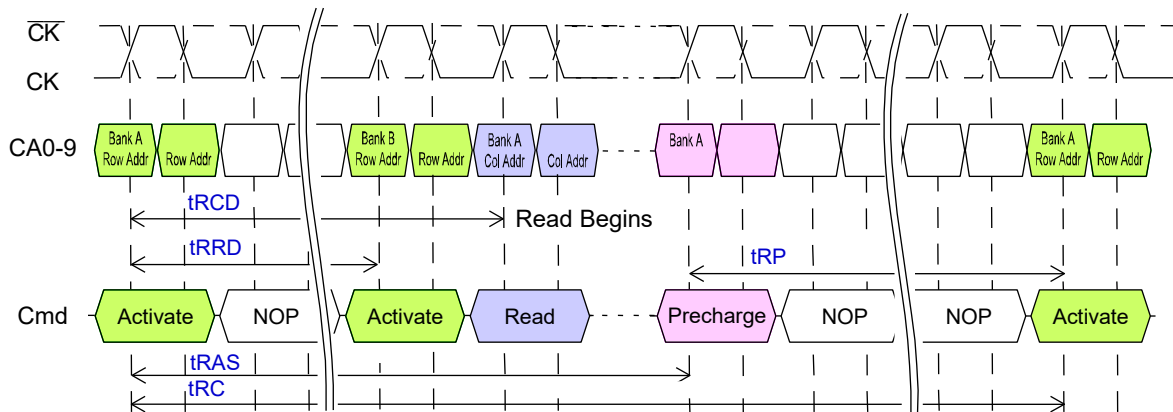 CK
CK
CA0-9
Bank A
Row Addr
Row Addr
Bank B
Row Addr
Row Addr
Bank A
Col Addr
Col Addr
Bank A
Bank A
Row Addr
Row Addr
tRCD
Read Begins
tRRD
tRP
Cmd
Activate
NOP
Activate
Read
Precharge
NOP
NOP
Activate
tRAS
tRC